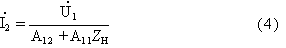 İ₂ = U̇₁ / (A₁₂ + A₁₁Z_H) (4)